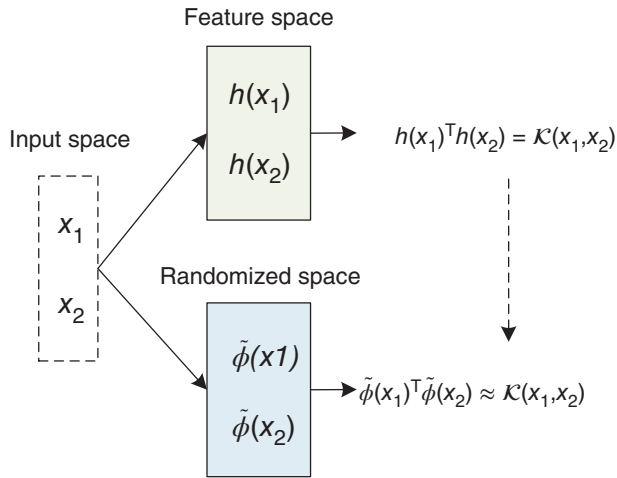 Feature space
h(x₁)
h(x₂)
h(x₁)ᵀh(x₂) = 𝒦(x₁,x₂)
Input space
x₁
x₂
Randomized space
ϕ̃(x1)
ϕ̃(x₂)
ϕ̃(x₁)ᵀϕ̃(x₂) ≈ 𝒦(x₁,x₂)